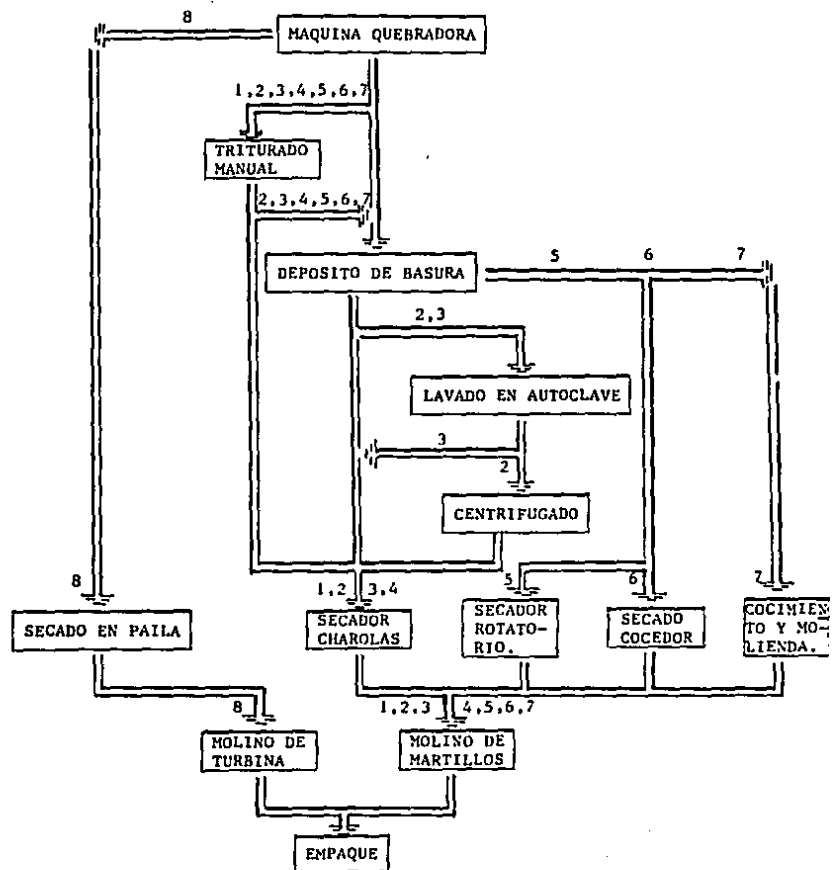 8
MAQUINA QUEBRADORA
1,2,3,4,5,6,7
TRITURADO
MANUAL
2,3,4,5,6,7
DEPOSITO DE BASURA
5
6
7
2,3
LAVADO EN AUTOCLAVE
3
2
CENTRIFUGADO
8
1,2
3,4
5
6
7
SECADO EN PAILA
SECADOR
CHAROLAS
SECADOR
ROTATO-
RIO.
SECADO
COCEDOR
COCIMIEN
TO Y MO-
LIENDA.
8
1,2,3
4,5,6,7
MOLINO DE
TURBINA
MOLINO DE
MARTILLOS
EMPAQUE